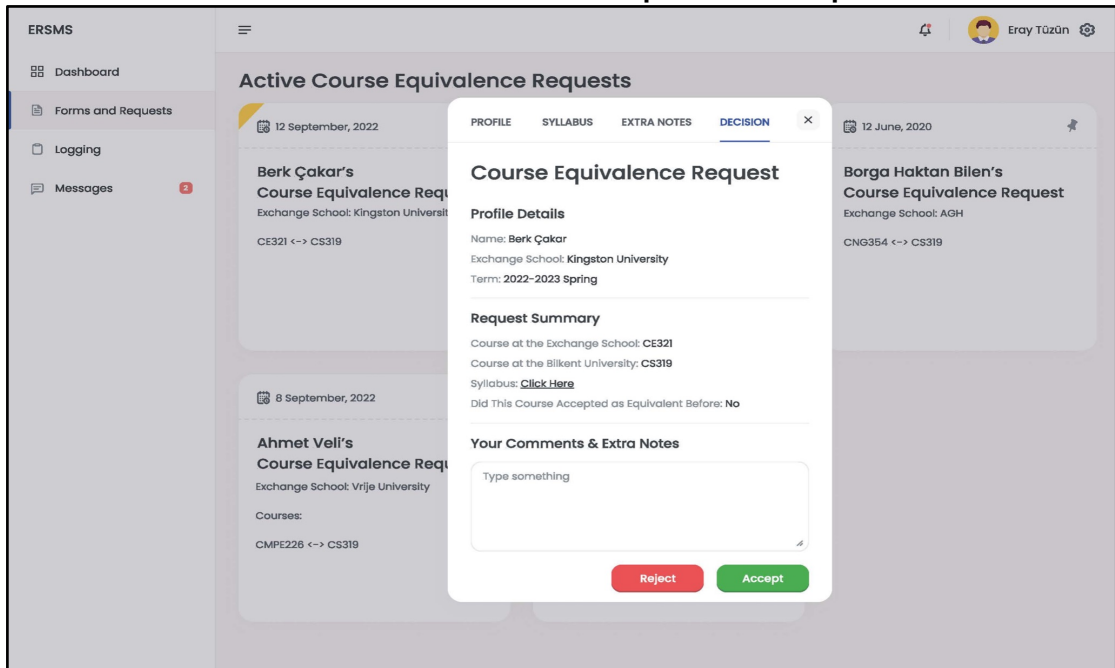 ERSMS
Eray Tüzün
Dashboard
Forms and Requests
Logging
Messages
2
Active Course Equivalence Requests
12 September, 2022
Berk Çakar's
Course Equivalence Requ
Exchange School: Kingston Universit
CE321 <-> CS319
12 June, 2020
Borga Haktan Bilen's
Course Equivalence Request
Exchange School: AGH
CNG354 <-> CS319
8 September, 2022
Ahmet Veli's
Course Equivalence Requ
Exchange School: Vrije University
Courses:
CMPE226 <-> CS319
PROFILE SYLLABUS EXTRA NOTES DECISION
Course Equivalence Request
Profile Details
Name: Berk Çakar
Exchange School: Kingston University
Term: 2022-2023 Spring
Request Summary
Course at the Exchange School: CE321
Course at the Bilkent University: CS319
Syllabus: Click Here
Did This Course Accepted as Equivalent Before: No
Your Comments & Extra Notes
Type something
Reject Accept